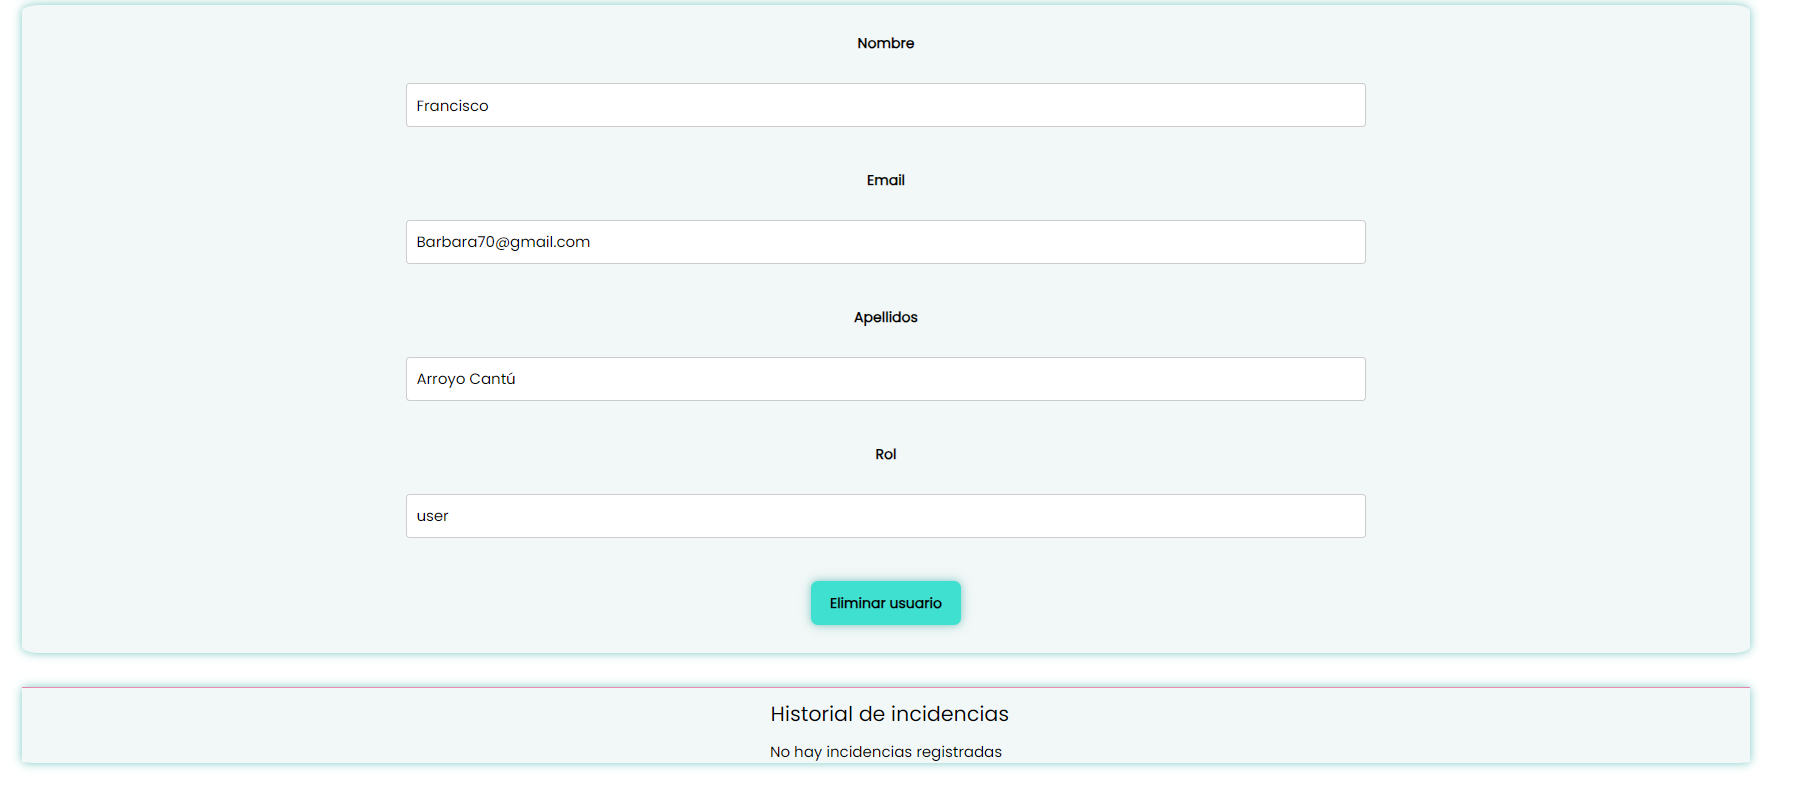 Nombre
Francisco
Email
Barbara70@gmail.com
Apellidos
Arroyo Cantú
Rol
user
Eliminar usuario
Historial de incidencias
No hay incidencias registradas